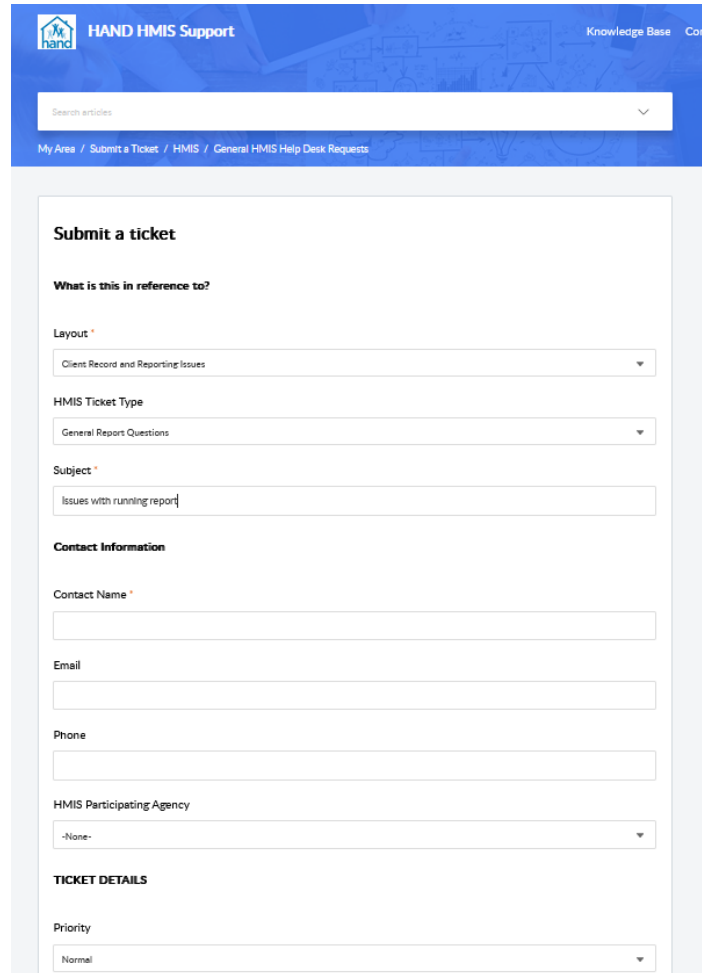 hand
HAND HMIS Support
Knowledge Base
Search articles
My Area / Submit a Ticket / HMIS / General HMIS Help Desk Requests
Submit a ticket
What is this in reference to?
Layout *
Client Record and Reporting Issues
HMIS Ticket Type
General Report Questions
Subject *
Issues with running report
Contact Information
Contact Name *
Email
Phone
HMIS Participating Agency
-None-
TICKET DETAILS
Priority
Normal